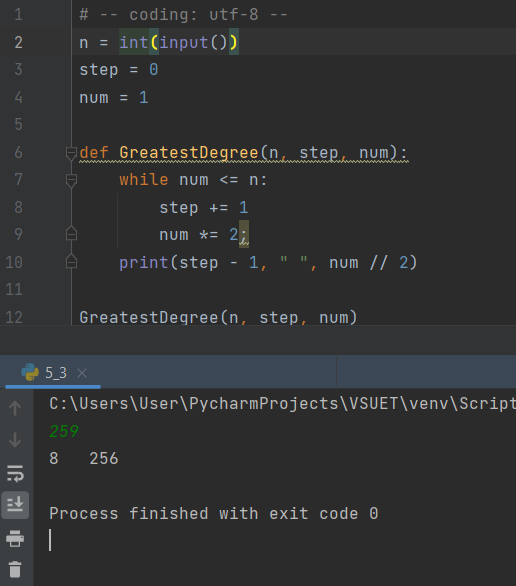 1 # -- coding: utf-8 --
2 n = int(input())
3 step = 0
4 num = 1
5
6 def GreatestDegree(n, step, num):
7     while num <= n:
8         step += 1
9         num *= 2;
10     print(step - 1, " ", num // 2)
11
12 GreatestDegree(n, step, num)
5_3 ×
C:\Users\User\PycharmProjects\VSUET\venv\Script
259
8   256
Process finished with exit code 0